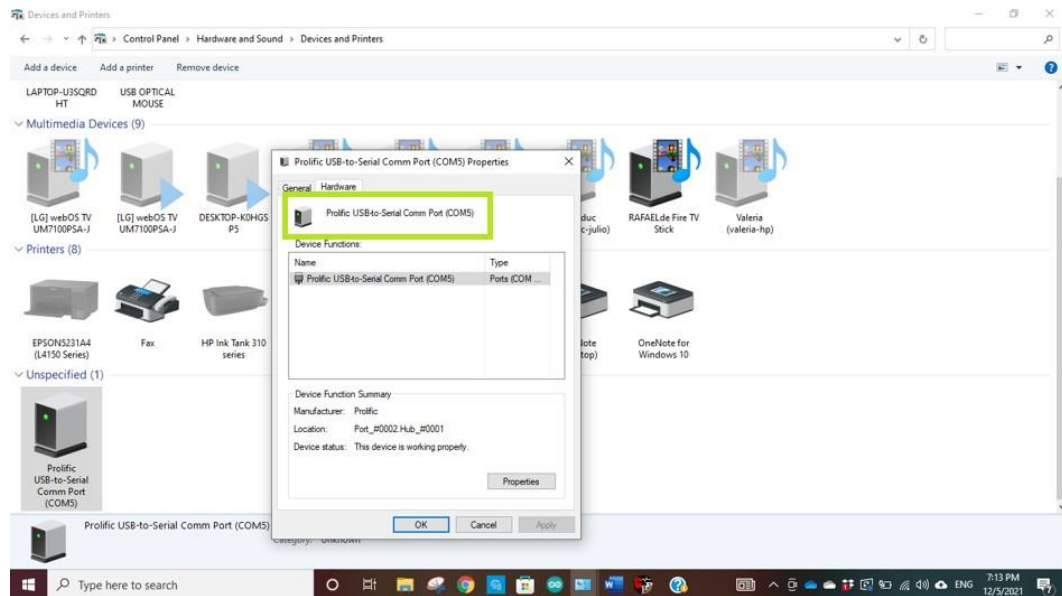 Devices and Printers
Control Panel > Hardware and Sound > Devices and Printers
Add a device Add a printer Remove device
LAPTOP-U3SQRD
HT
USB OPTICAL
MOUSE
Multimedia Devices (9)
[LG] webOS TV
UM7100PSA-J
[LG] webOS TV
UM7100PSA-J
DESKTOP-K0HGS
P5
duc
c-julio)
RAFAELde Fire TV
Stick
Valeria
(valeria-hp)
Printers (8)
EPSON5231A4
(L4150 Series)
Fax
HP Ink Tank 310
series
Note
top)
OneNote for
Windows 10
Unspecified (1)
Prolific
USB-to-Serial
Comm Port
(COM5)
Prolific USB-to-Serial Comm Port (COM5) Properties
General Hardware
Prolific USB-to-Serial Comm Port (COM5)
Device Functions:
Name Type
Prolific USB-to-Serial Comm Port (COM5) Ports (COM ...
Device Function Summary
Manufacturer: Prolific
Location: Port_#0002.Hub_#0001
Device status: This device is working properly.
Properties
OK Cancel Apply
Prolific USB-to-Serial Comm Port (COM5)
Category: Unknown
Type here to search
ENG
7:13 PM
12/5/2021